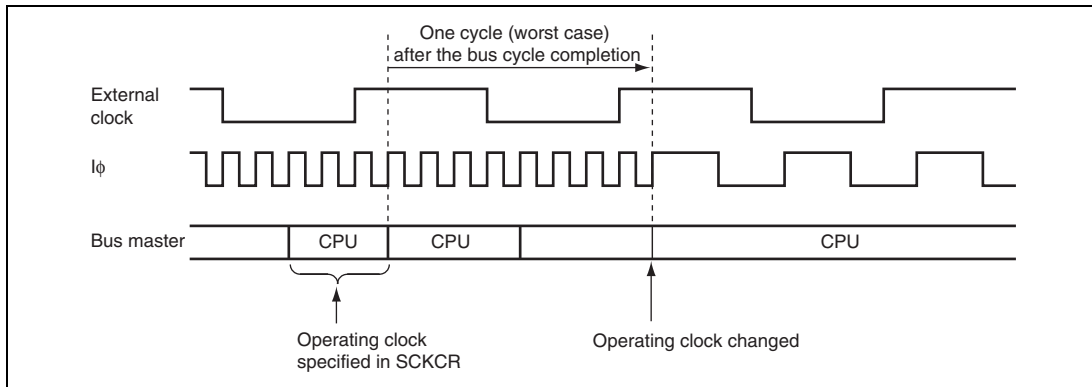 One cycle (worst case)
after the bus cycle completion
External
clock
Iϕ
Bus master
CPU
CPU
CPU
Operating clock
specified in SCKCR
Operating clock changed